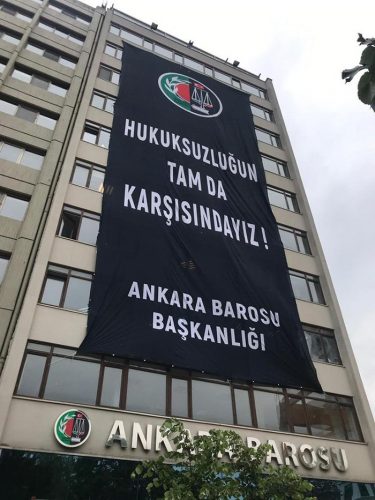 HUKUKSUZLUĞUN
TAM DA
KARŞISINDAYIZ !
ANKARA BAROSU
BAŞKANLIĞI
ANKARA BAROSU